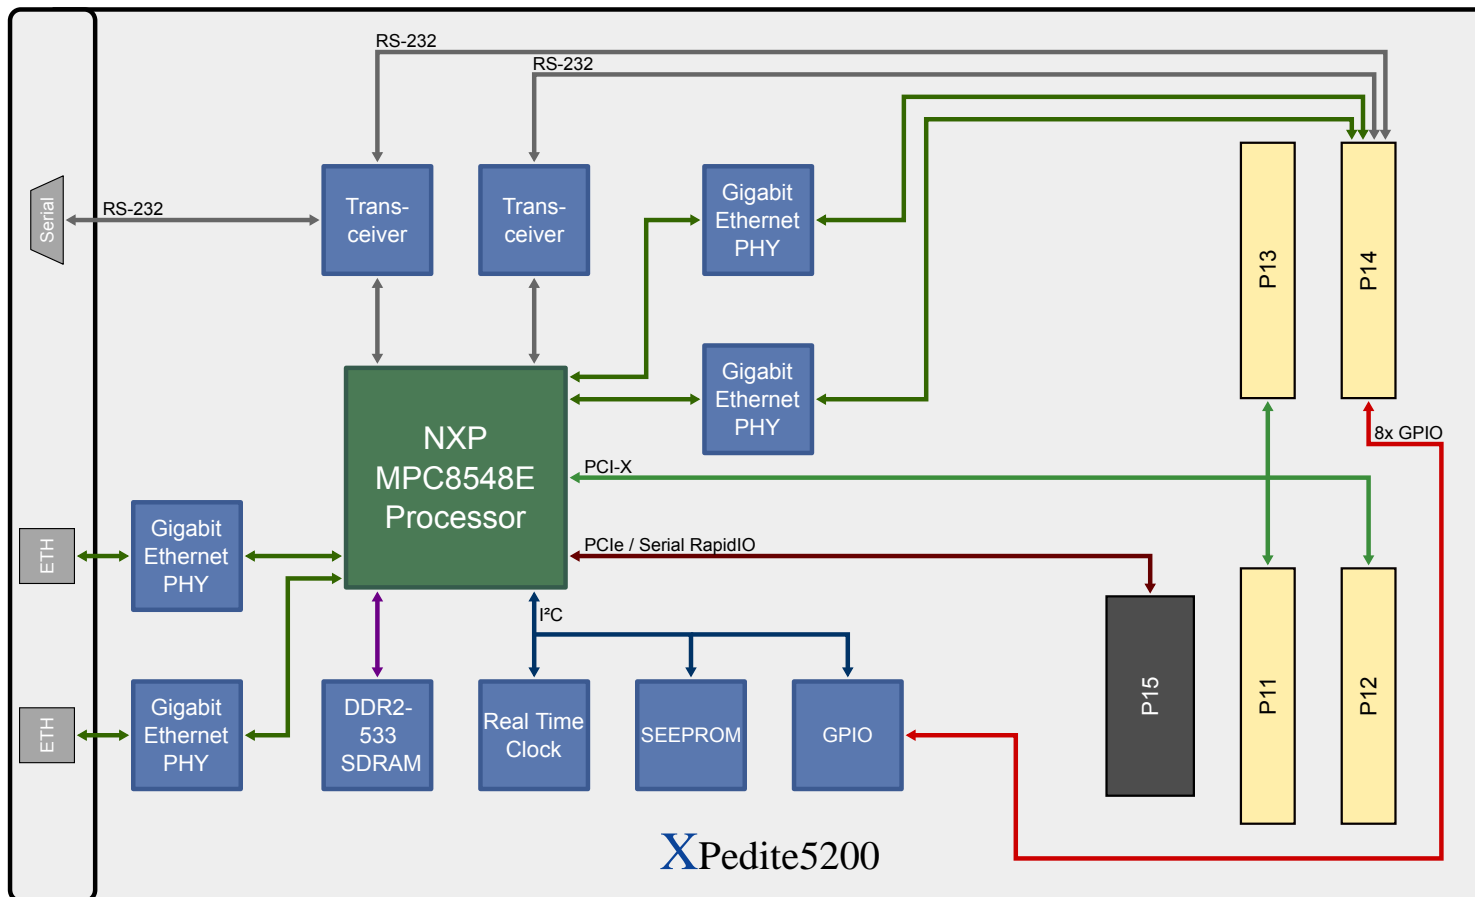 RS-232
RS-232
Serial
RS-232
Trans-
ceiver
Trans-
ceiver
Gigabit
Ethernet
PHY
P13
P14
Gigabit
Ethernet
PHY
8x GPIO
NXP
MPC8548E
Processor
PCI-X
PCIe / Serial RapidIO
ETH
Gigabit
Ethernet
PHY
I²C
ETH
Gigabit
Ethernet
PHY
DDR2-
533
SDRAM
Real Time
Clock
SEEPROM
GPIO
P15
P11
P12
XPedite5200